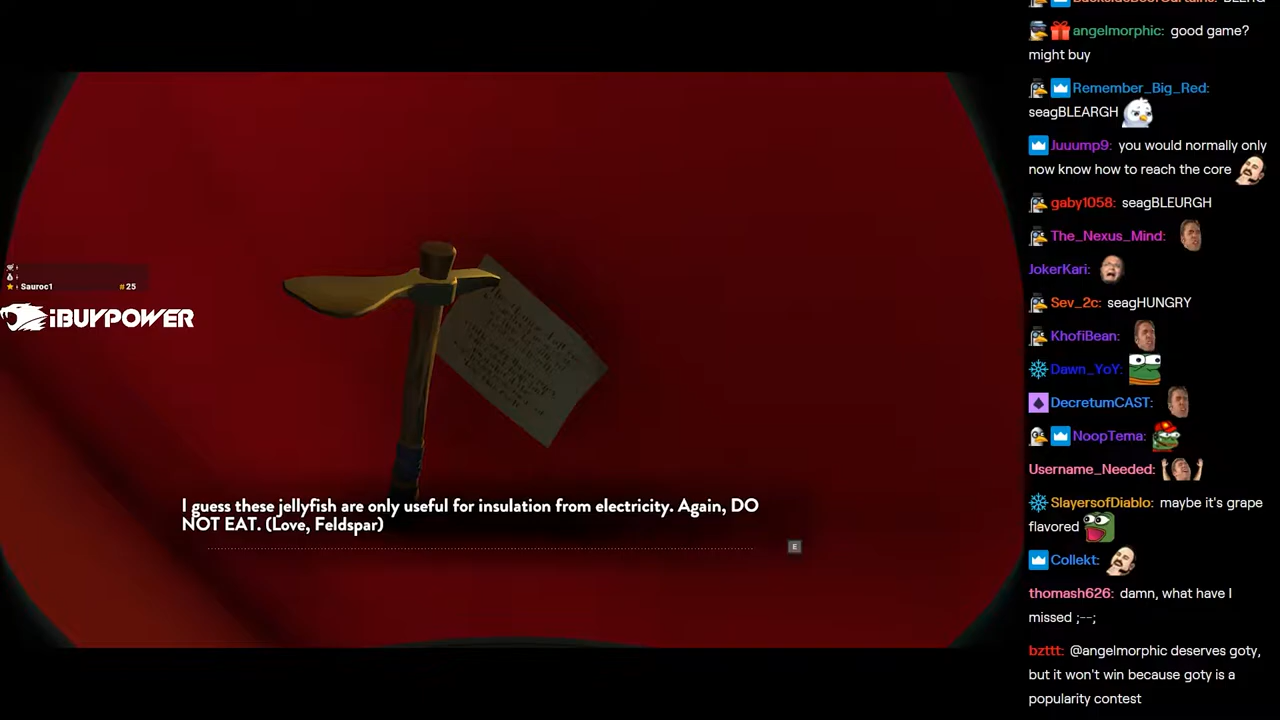 good game?
angelmorphic: good game?
might buy
Remember_Big_Red:
seagBLEARGH
Juuump9: you would normally only
now know how to reach the core
gaby1058: seagBLEURGH
The_Nexus_Mind:
JokerKari:
Sev_2c: seagHUNGRY
KhofiBean:
Dawn_YoY:
DecretumCAST:
NoopTema:
Username_Needed:
SlayersofDiablo: maybe it's grape
flavored
Collekt:
thomash626: damn, what have I
missed ;--;
bzttt: @angelmorphic deserves goty,
but it won't win because goty is a
popularity contest
Sauroc1 #25
iBUYPOWER
I guess these jellyfish are only useful for insulation from electricity. Again, DO
NOT EAT. (Love, Feldspar)
E